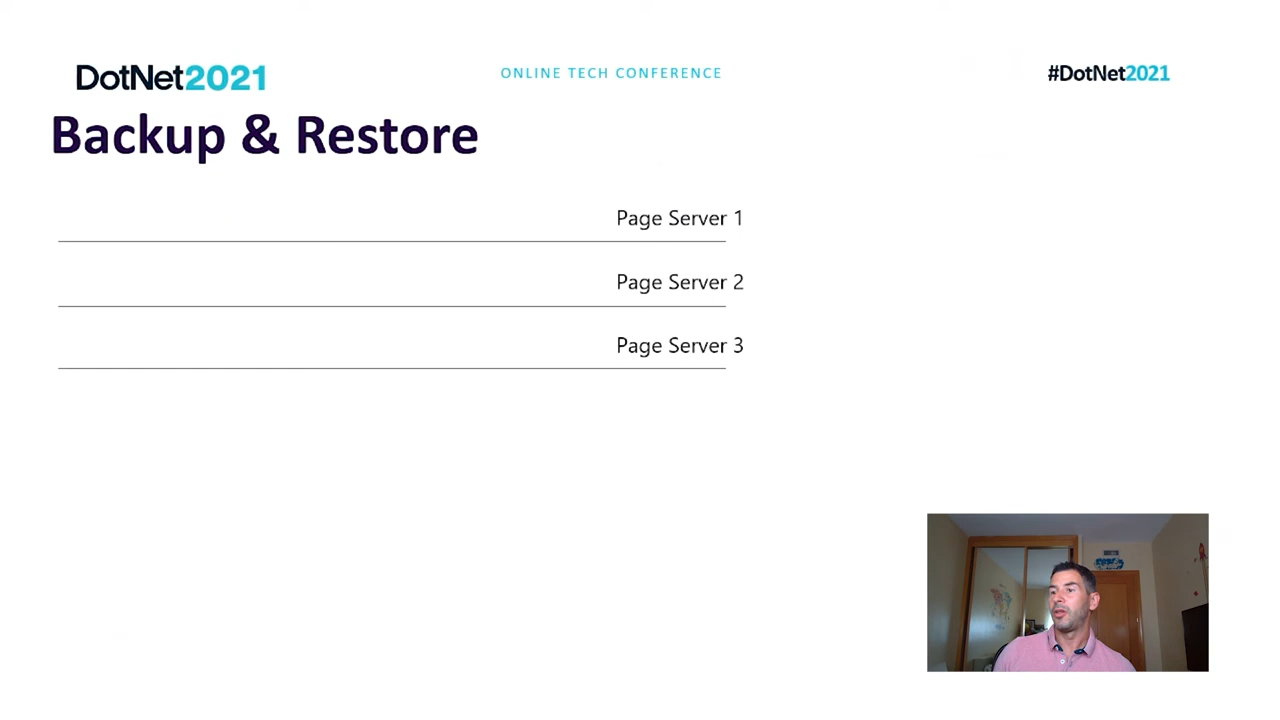 DotNet2021
ONLINE TECH CONFERENCE
#DotNet2021
Backup & Restore
Page Server 1
Page Server 2
Page Server 3